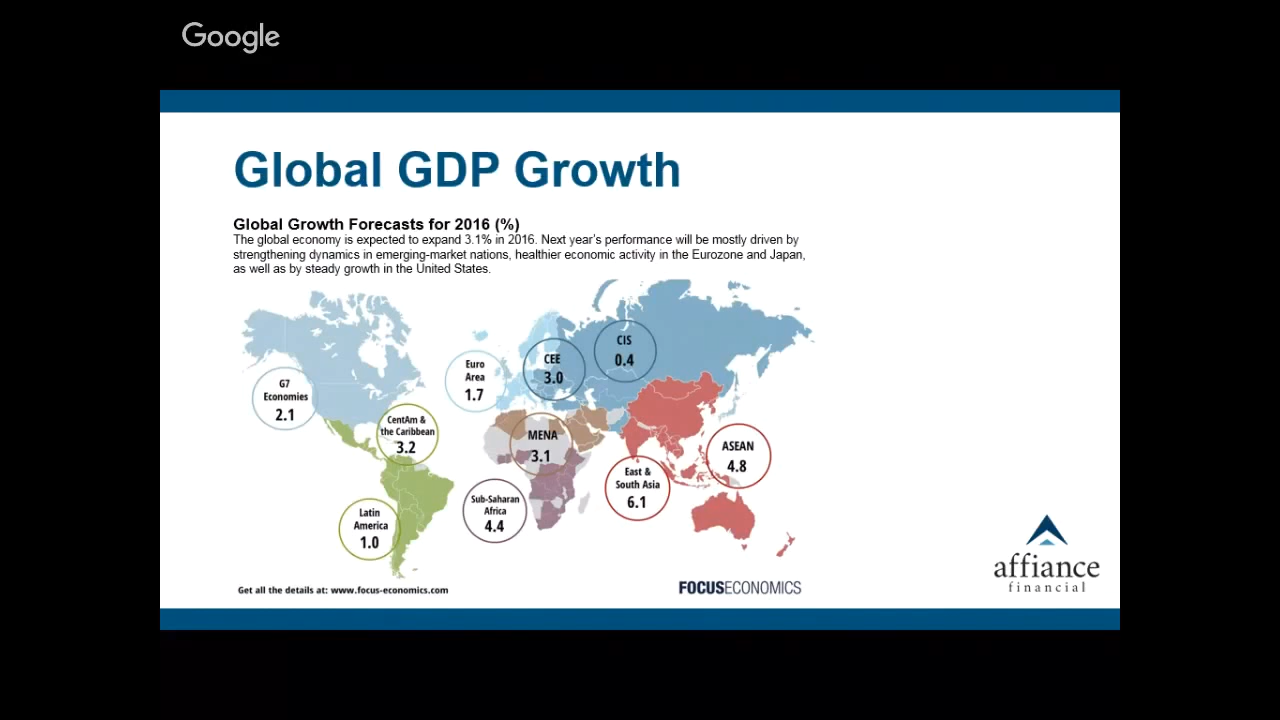 Google
Global GDP Growth
Global Growth Forecasts for 2016 (%)
The global economy is expected to expand 3.1% in 2016. Next year's performance will be mostly driven by
strengthening dynamics in emerging-market nations, healthier economic activity in the Eurozone and Japan,
as well as by steady growth in the United States.
CIS
0.4
CEE
3.0
Euro
Area
1.7
G7
Economies
2.1
CentAm &
the Caribbean
3.2
MENA
3.1
ASEAN
4.8
East &
South Asia
6.1
Sub-Saharan
Africa
4.4
Latin
America
1.0
Get all the details at: www.focus-economics.com
FOCUSECONOMICS
affiance
financial